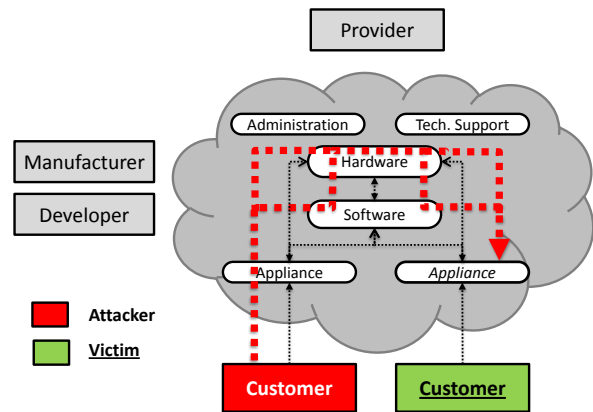 Provider
Administration
Tech. Support
Manufacturer
Hardware
Developer
Software
Appliance
Appliance
Attacker
Victim
Customer
Customer